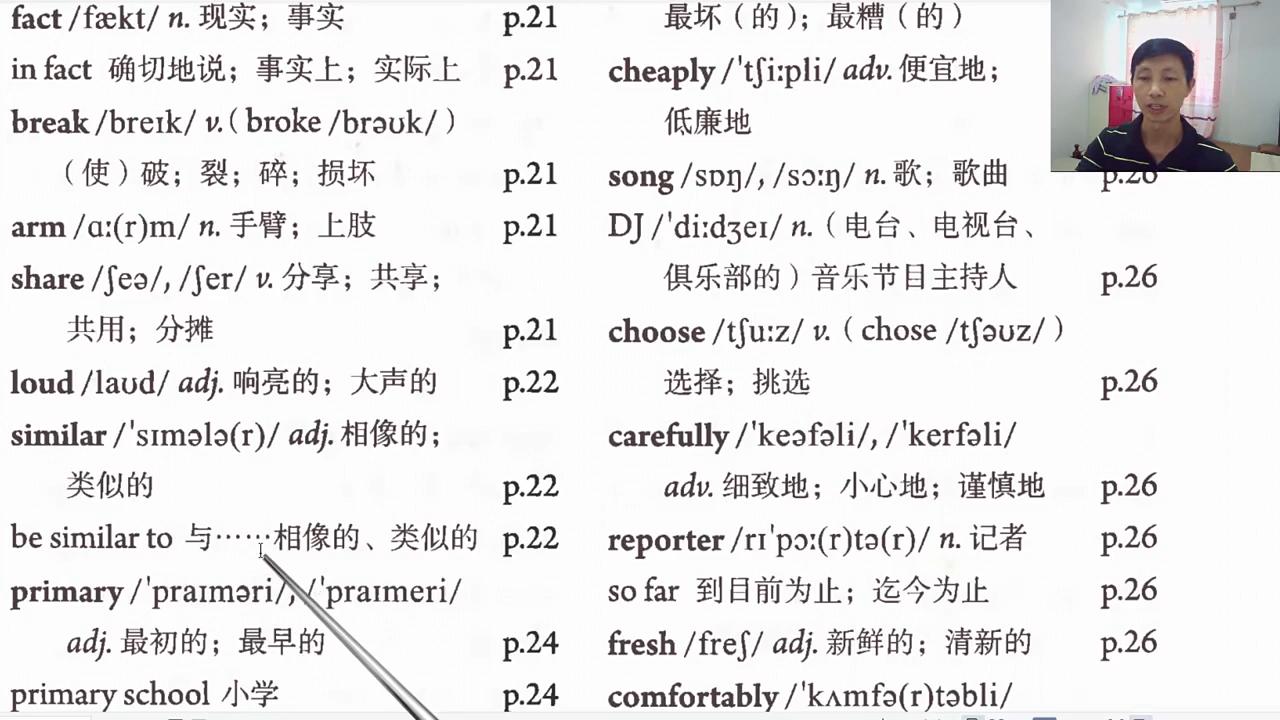 fact /fækt/ n. 现实；事实 p.21
in fact 确切地说；事实上；实际上 p.21
break /breɪk/ v.（broke /brəʊk/）
（使）破；裂；碎；损坏 p.21
arm /ɑː(r)m/ n. 手臂；上肢 p.21
share /ʃeə/, /ʃer/ v. 分享；共享；
共用；分摊 p.21
loud /laʊd/ adj. 响亮的；大声的 p.22
similar /ˈsɪmələ(r)/ adj. 相像的；
类似的 p.22
be similar to 与……相像的、类似的 p.22
primary /ˈpraɪməri/, /ˈpraɪmeri/
adj. 最初的；最早的 p.24
primary school 小学 p.24
最坏（的）；最糟（的）
cheaply /ˈtʃiːpli/ adv. 便宜地；
低廉地
song /sɒŋ/, /sɔːŋ/ n. 歌；歌曲 p.26
DJ /ˈdiːdʒeɪ/ n.（电台、电视台、
俱乐部的）音乐节目主持人 p.26
choose /tʃuːz/ v.（chose /tʃəʊz/）
选择；挑选 p.26
carefully /ˈkeəfəli/, /ˈkerfəli/
adv. 细致地；小心地；谨慎地 p.26
reporter /rɪˈpɔː(r)tə(r)/ n. 记者 p.26
so far 到目前为止；迄今为止 p.26
fresh /freʃ/ adj. 新鲜的；清新的 p.26
comfortably /ˈkʌmfə(r)təbli/